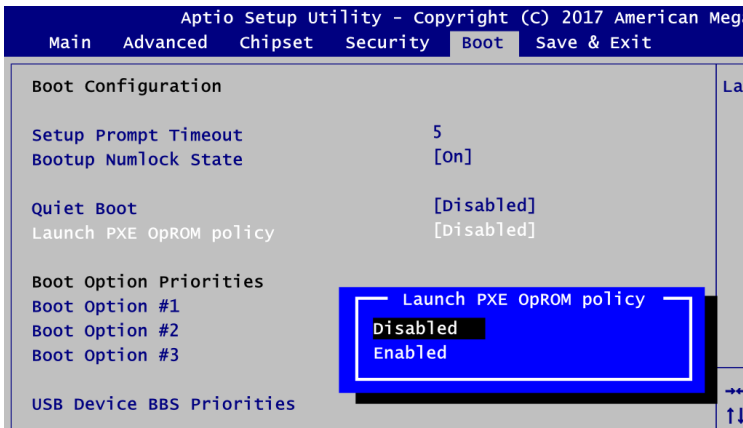 Aptio Setup Utility - Copyright (C) 2017 American
Main Advanced Chipset Security Boot Save & Exit
Boot Configuration
Setup Prompt Timeout 5
Bootup Numlock State [On]
Quiet Boot [Disabled]
Launch PXE OpROM policy [Disabled]
Boot Option Priorities
Boot Option #1
Boot Option #2
Boot Option #3
USB Device BBS Priorities
Launch PXE OpROM policy
Disabled
Enabled